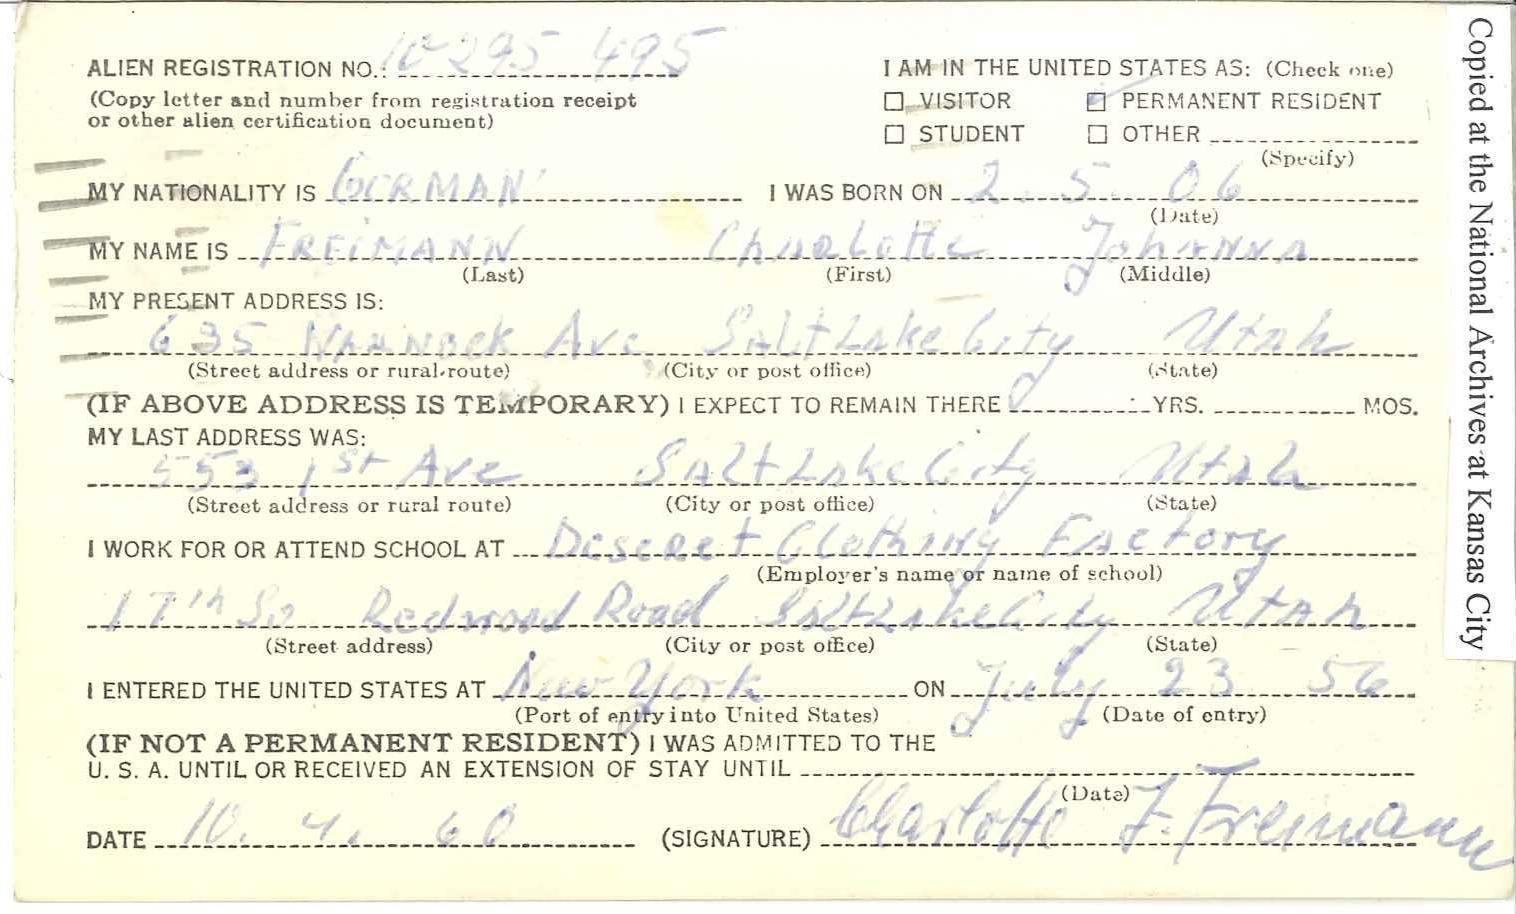 ALIEN REGISTRATION NO.: 10 295 495
(Copy letter and number from registration receipt
or other alien certification document)
I AM IN THE UNITED STATES AS: (Check one)
VISITOR PERMANENT RESIDENT
STUDENT OTHER
(Specify)
MY NATIONALITY IS GERMAN I WAS BORN ON 2. 5. 06
(Date)
MY NAME IS FREIMANN Charlotte Johanna
(Last) (First) (Middle)
MY PRESENT ADDRESS IS:
635 Ave Salt Lake City Utah
(Street address or rural route) (City or post office) (State)
(IF ABOVE ADDRESS IS TEMPORARY) I EXPECT TO REMAIN THERE YRS. MOS.
MY LAST ADDRESS WAS:
553 1st Ave Salt Lake City Utah
(Street address or rural route) (City or post office) (State)
I WORK FOR OR ATTEND SCHOOL AT Deseret Clothing Factory
(Employer's name or name of school)
17th So Redwood Road Salt Lake City Utah
(Street address) (City or post office) (State)
I ENTERED THE UNITED STATES AT New York ON July 23 56
(Port of entry into United States) (Date of entry)
(IF NOT A PERMANENT RESIDENT) I WAS ADMITTED TO THE
U. S. A. UNTIL OR RECEIVED AN EXTENSION OF STAY UNTIL
(Date)
DATE 10. 4. 60 (SIGNATURE) Charlotte J. Freimann
Copied at the National Archives at Kansas City